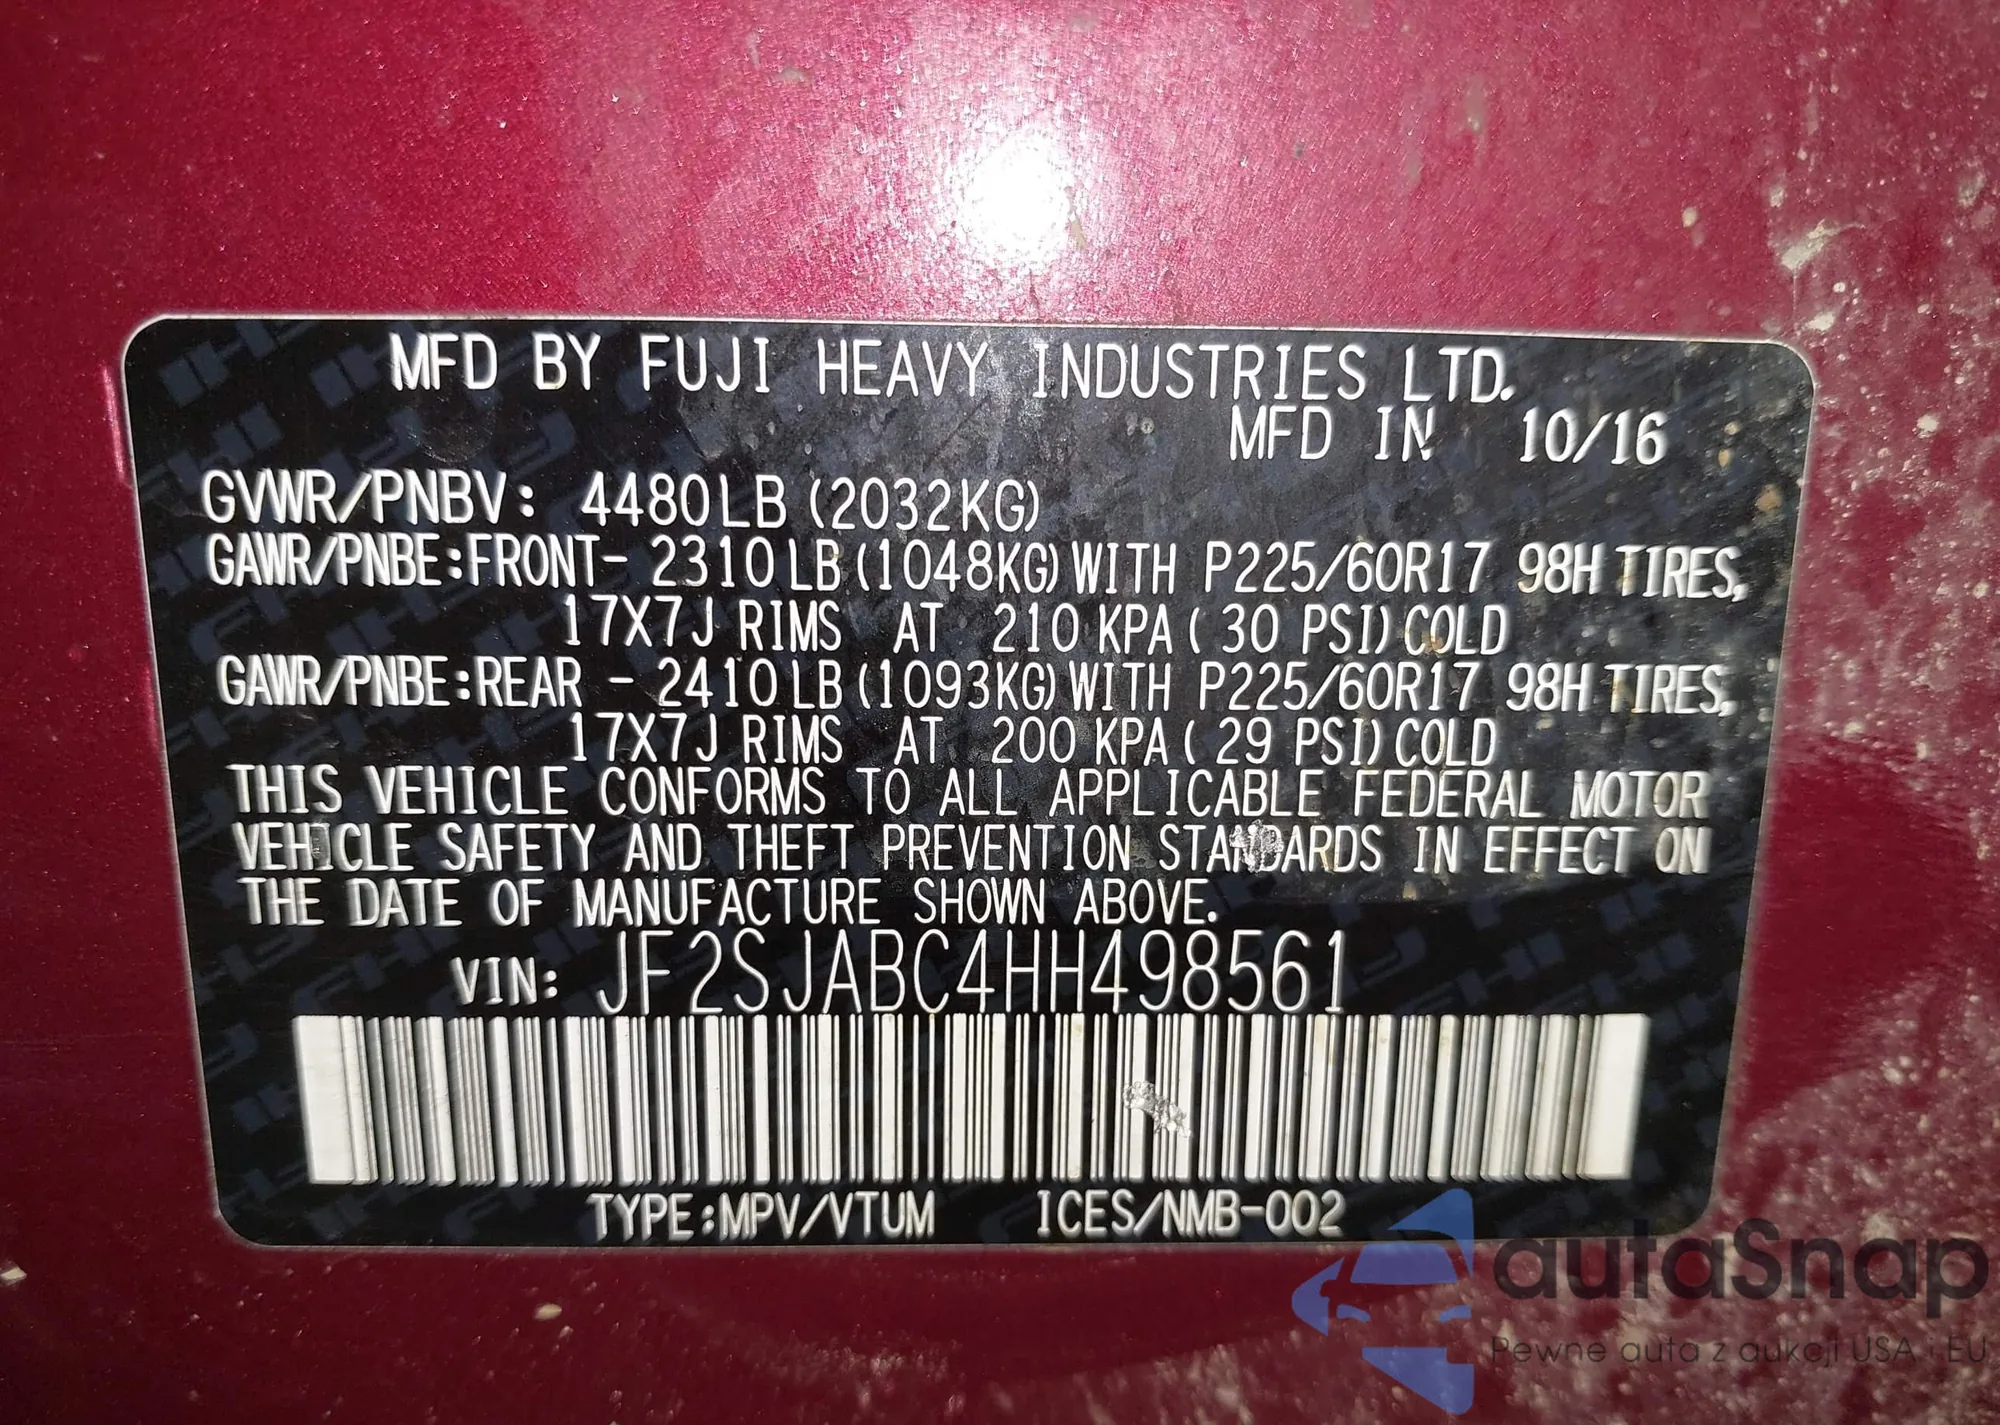 MFD BY FUJI HEAVY INDUSTRIES LTD.
MFD IN 10/16
GVWR/PNBV: 4480LB (2032KG)
GAWR/PNBE:FRONT- 2310LB(1048KG)WITH P225/60R17 98H TIRES,
17X7J RIMS AT 210 KPA( 30 PSI)COLD
GAWR/PNBE:REAR - 2410LB(1093KG)WITH P225/60R17 98H TIRES,
17X7J RIMS AT 200 KPA( 29 PSI)COLD
THIS VEHICLE CONFORMS TO ALL APPLICABLE FEDERAL MOTOR
VEHICLE SAFETY AND THEFT PREVENTION STANDARDS IN EFFECT ON
THE DATE OF MANUFACTURE SHOWN ABOVE.
VIN: JF2SJABC4HH498561
TYPE:MPV/VTUM ICES/NMB-002
autaSnap
Pewne auta z aukcji USA i EU